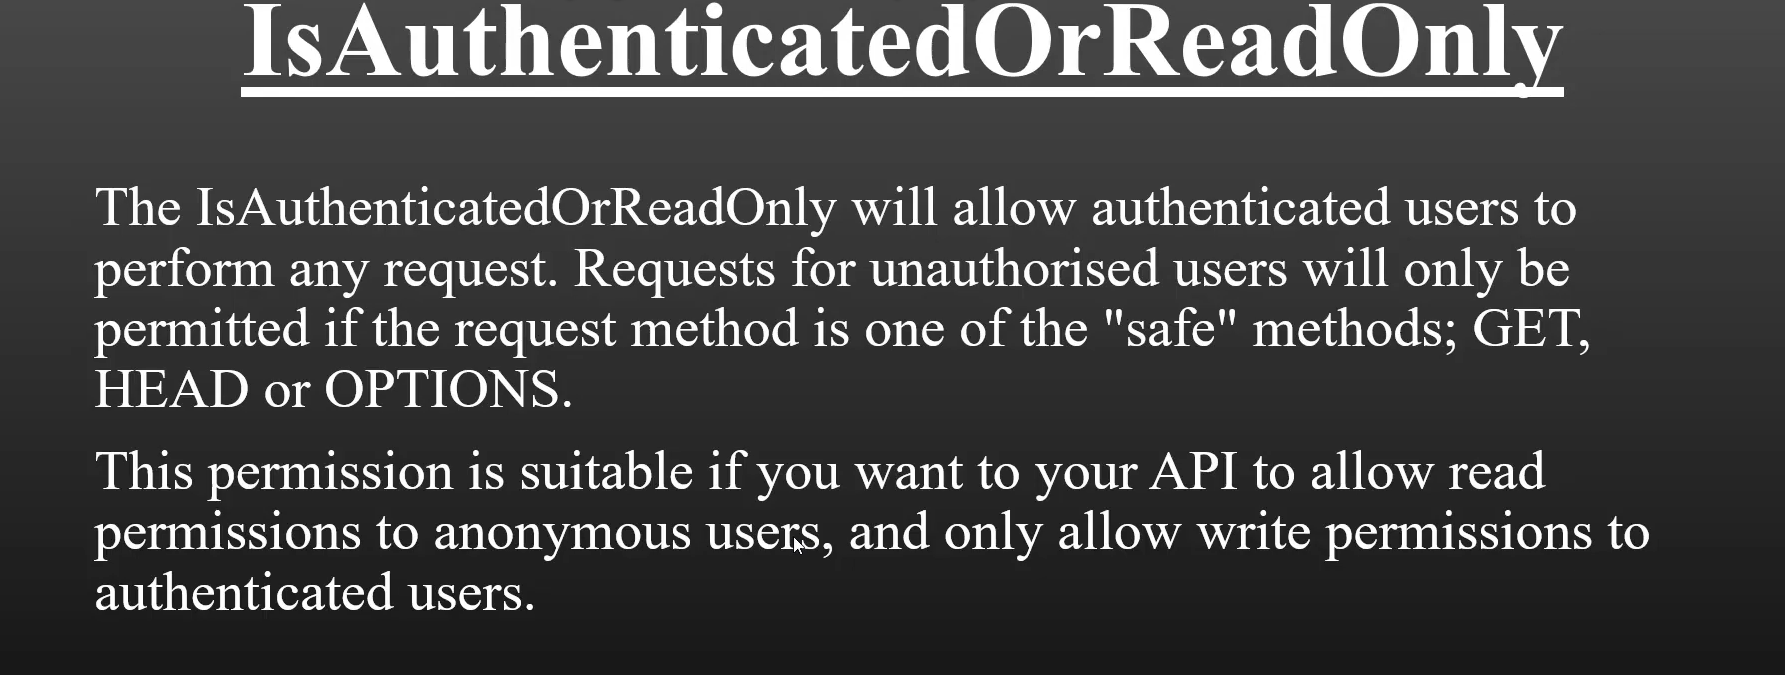 IsAuthenticatedOrReadOnly
The IsAuthenticatedOrReadOnly will allow authenticated users to
perform any request. Requests for unauthorised users will only be
permitted if the request method is one of the "safe" methods; GET,
HEAD or OPTIONS.
This permission is suitable if you want to your API to allow read
permissions to anonymous users, and only allow write permissions to
authenticated users.